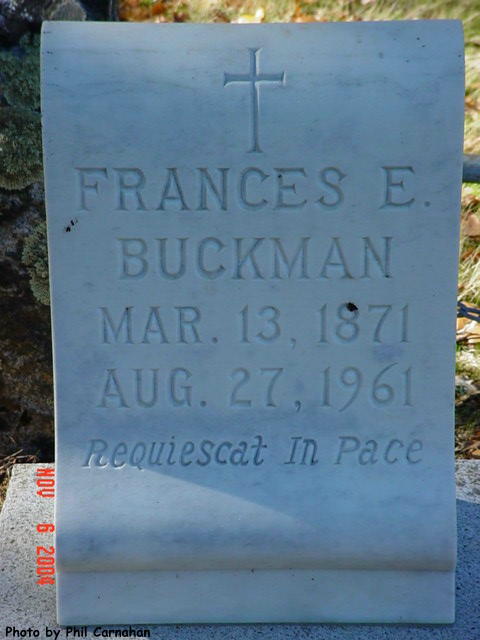 FRANCES E.
BUCKMAN
MAR. 13, 1871
AUG. 27, 1961
Requiescat In Pace
NOV 6 2004
Photo by Phil Carnahan